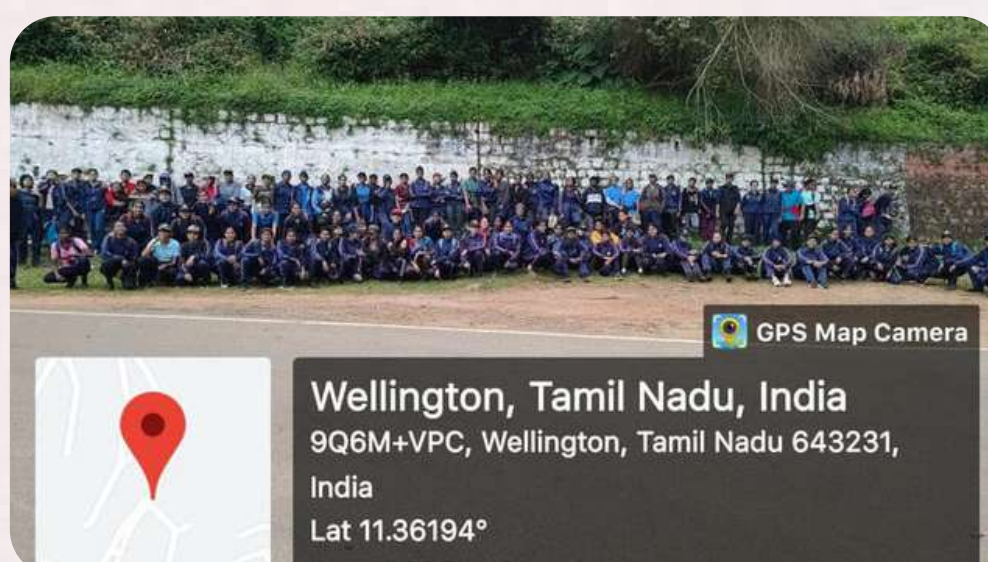 GPS Map Camera
Wellington, Tamil Nadu, India
9Q6M+VPC, Wellington, Tamil Nadu 643231,
India
Lat 11.36194°